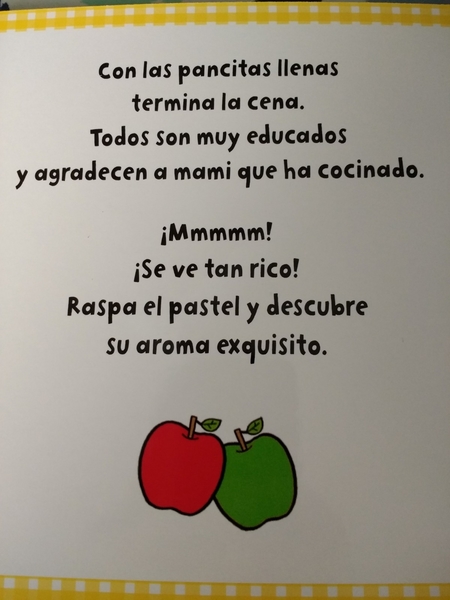 Con las pancitas llenas
termina la cena.
Todos son muy educados
y agradecen a mami que ha cocinado.
¡Mmmmm!
¡Se ve tan rico!
Raspa el pastel y descubre
su aroma exquisito.